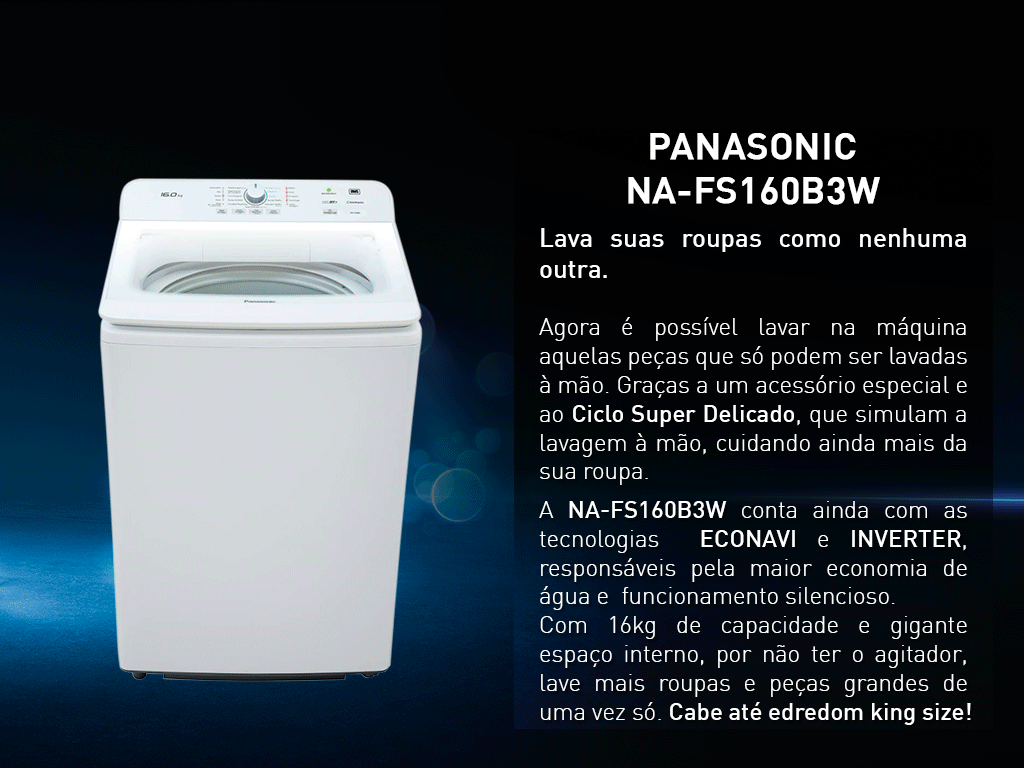 16.0 KG
Panasonic
PANASONIC
NA-FS160B3W
Lava suas roupas como nenhuma
outra.
Agora é possível lavar na máquina
aquelas peças que só podem ser lavadas
à mão. Graças a um acessório especial e
ao Ciclo Super Delicado, que simulam a
lavagem à mão, cuidando ainda mais da
sua roupa.
A NA-FS160B3W conta ainda com as
tecnologias ECONAVI e INVERTER,
responsáveis pela maior economia de
água e funcionamento silencioso.
Com 16kg de capacidade e gigante
espaço interno, por não ter o agitador,
lave mais roupas e peças grandes de
uma vez só. Cabe até edredom king size!